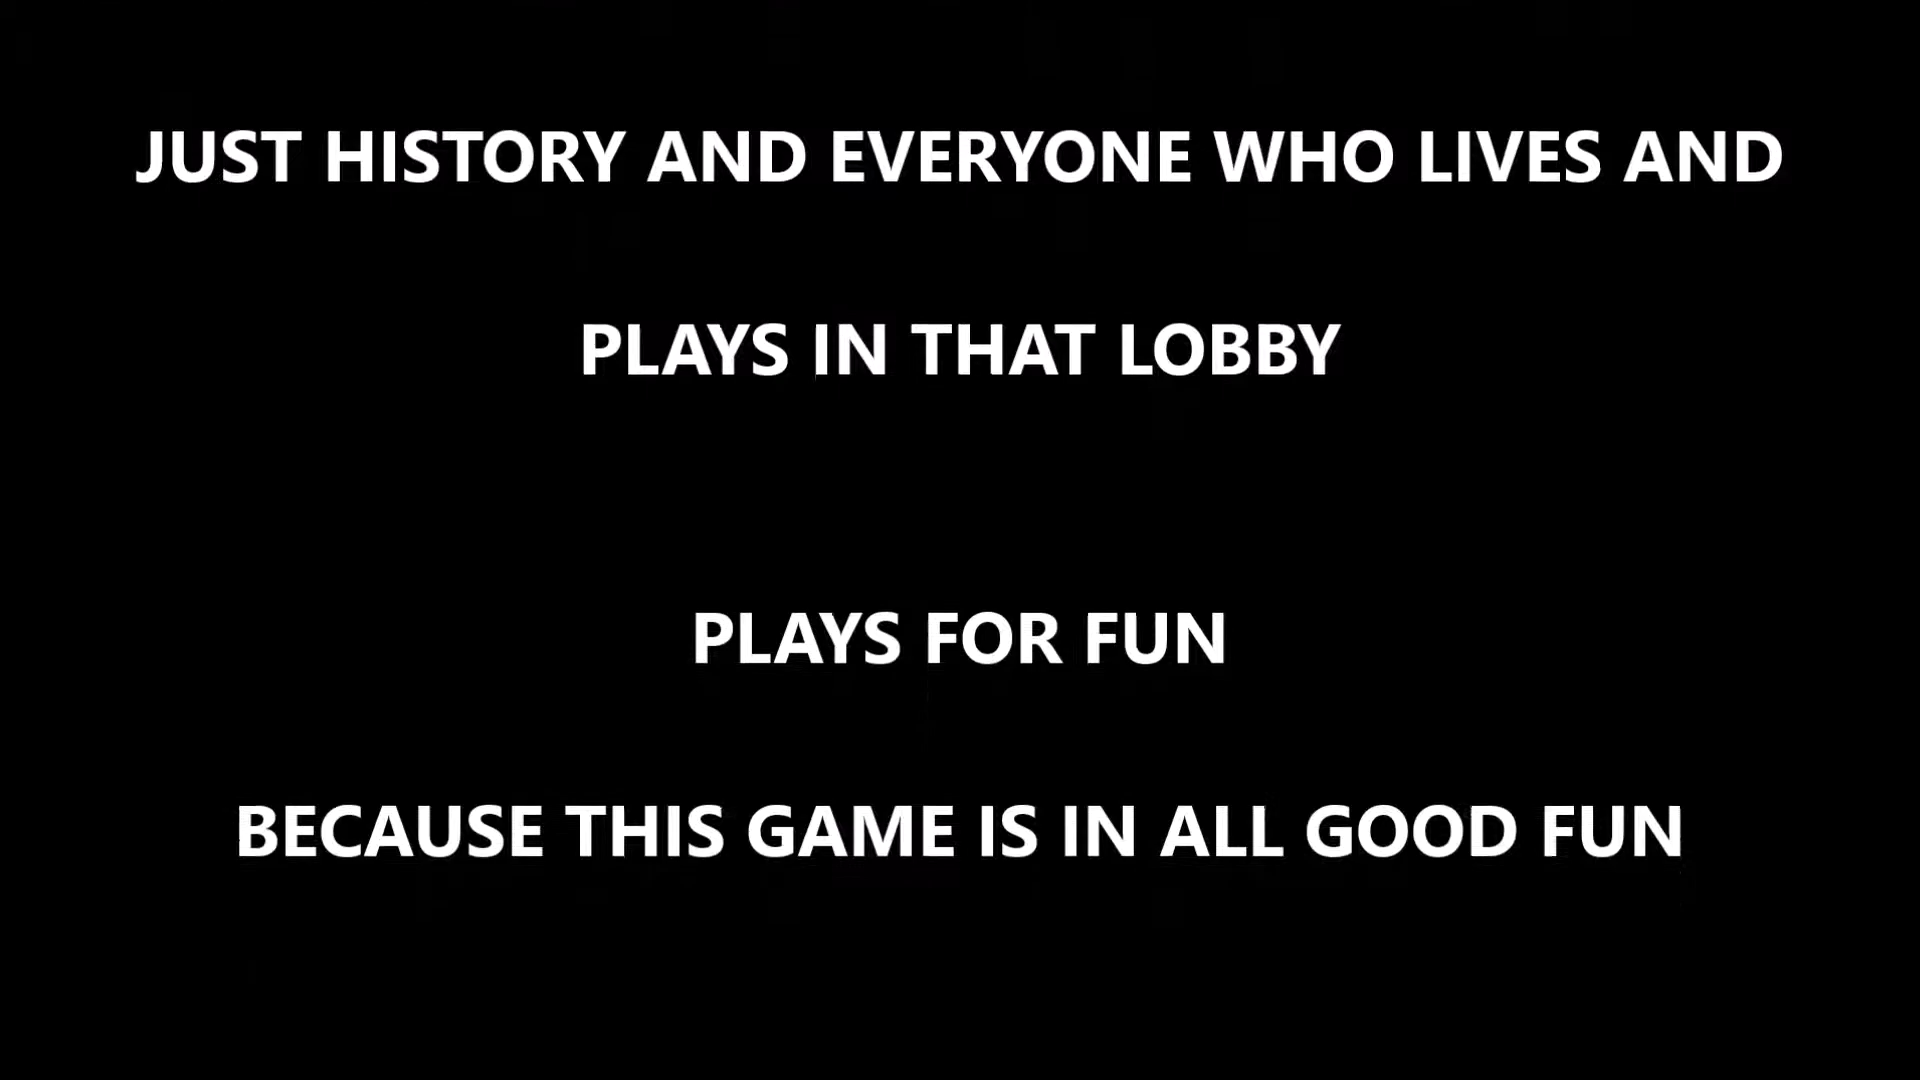 JUST HISTORY AND EVERYONE WHO LIVES AND
PLAYS IN THAT LOBBY
PLAYS FOR FUN
BECAUSE THIS GAME IS IN ALL GOOD FUN